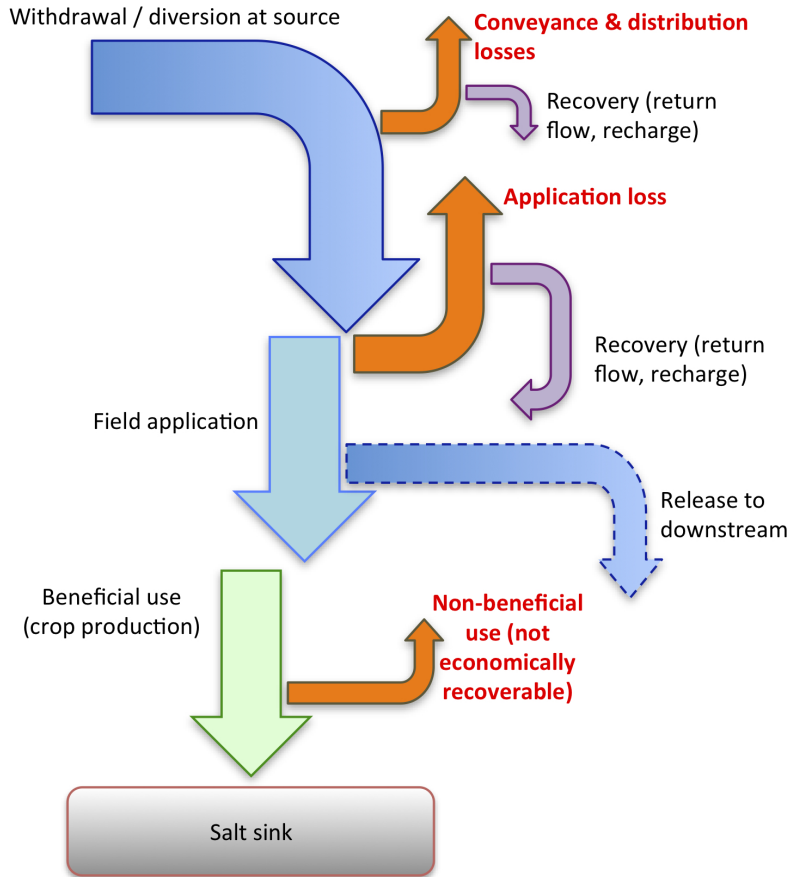 Withdrawal / diversion at source
Conveyance & distribution
losses
Recovery (return
flow, recharge)
Application loss
Recovery (return
flow, recharge)
Field application
Release to
downstream
Beneficial use
(crop production)
Non-beneficial
use (not
economically
recoverable)
Salt sink